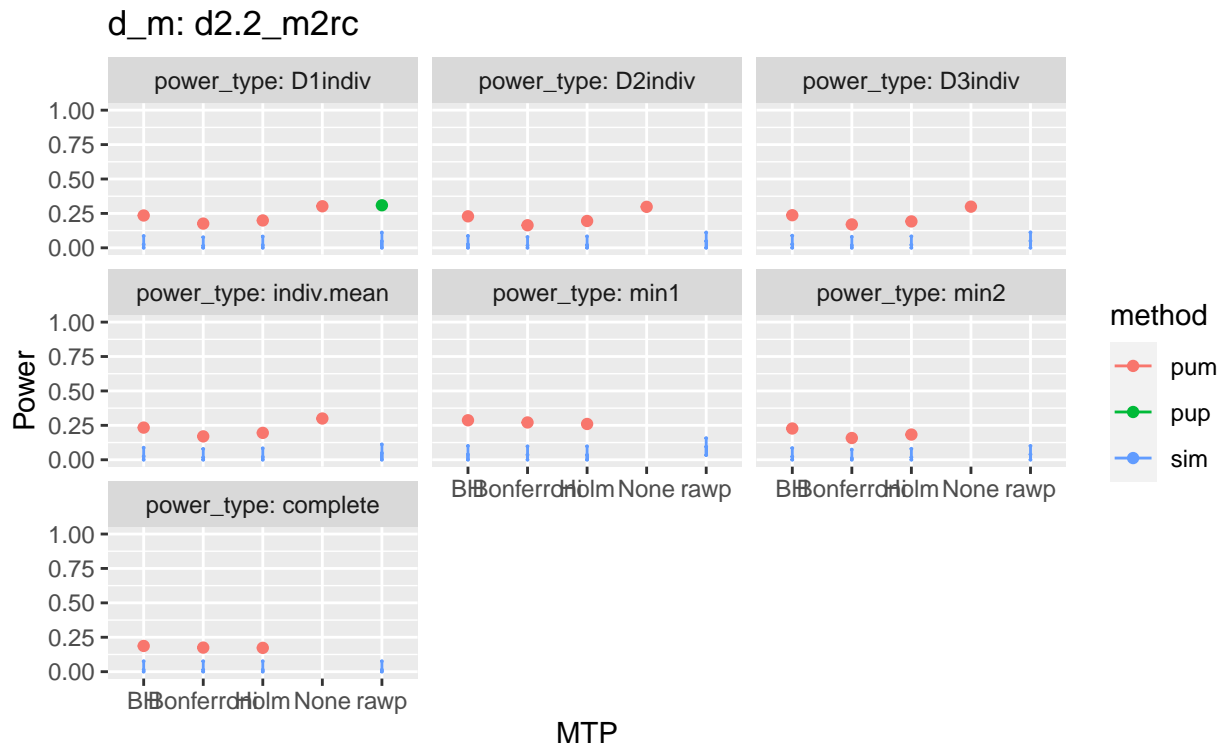 d_m: d2.2_m2rc
power_type: D1indiv power_type: D2indiv power_type: D3indiv
1.00
0.75
0.50
0.25
0.00
power_type: indiv.mean power_type: min1 power_type: min2
1.00
0.75
0.50
0.25
0.00
BH Bonferroni Holm None rawp BH Bonferroni Holm None rawp
power_type: complete
1.00
0.75
0.50
0.25
0.00
BH Bonferroni Holm None rawp
MTP
Power
method
pum
pup
sim